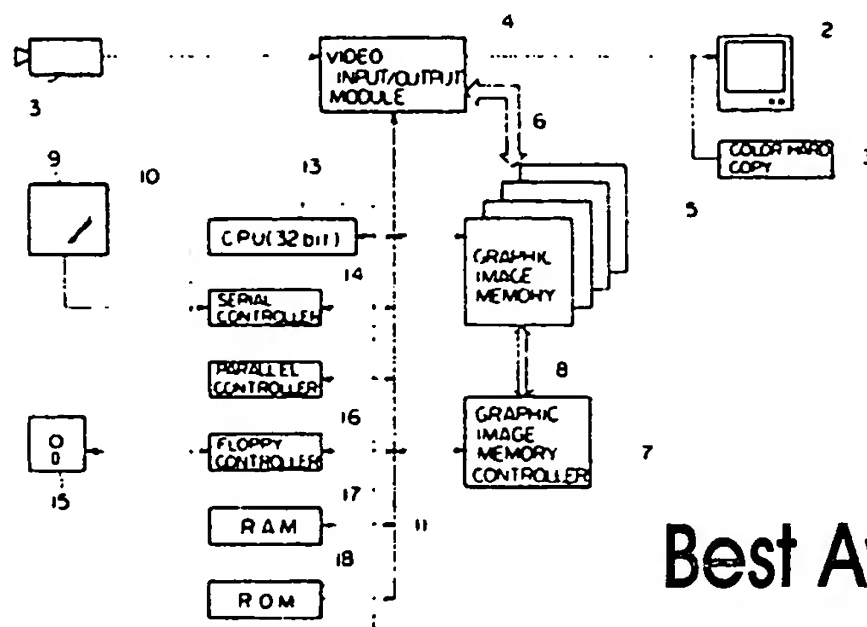 4
2
VIDEO
INPUT/OUTPUT
MODULE
3
6
COLOR HARD
COPY
9
10
13
5
CPU(32bit)
GRAPHIC
IMAGE
MEMORY
14
SERIAL
CONTROLLER
PARALLEL
CONTROLLER
8
16
GRAPHIC
IMAGE
MEMORY
CONTROLLER
7
FLOPPY
CONTROLLER
15
17
RAM
11
18
ROM
Best